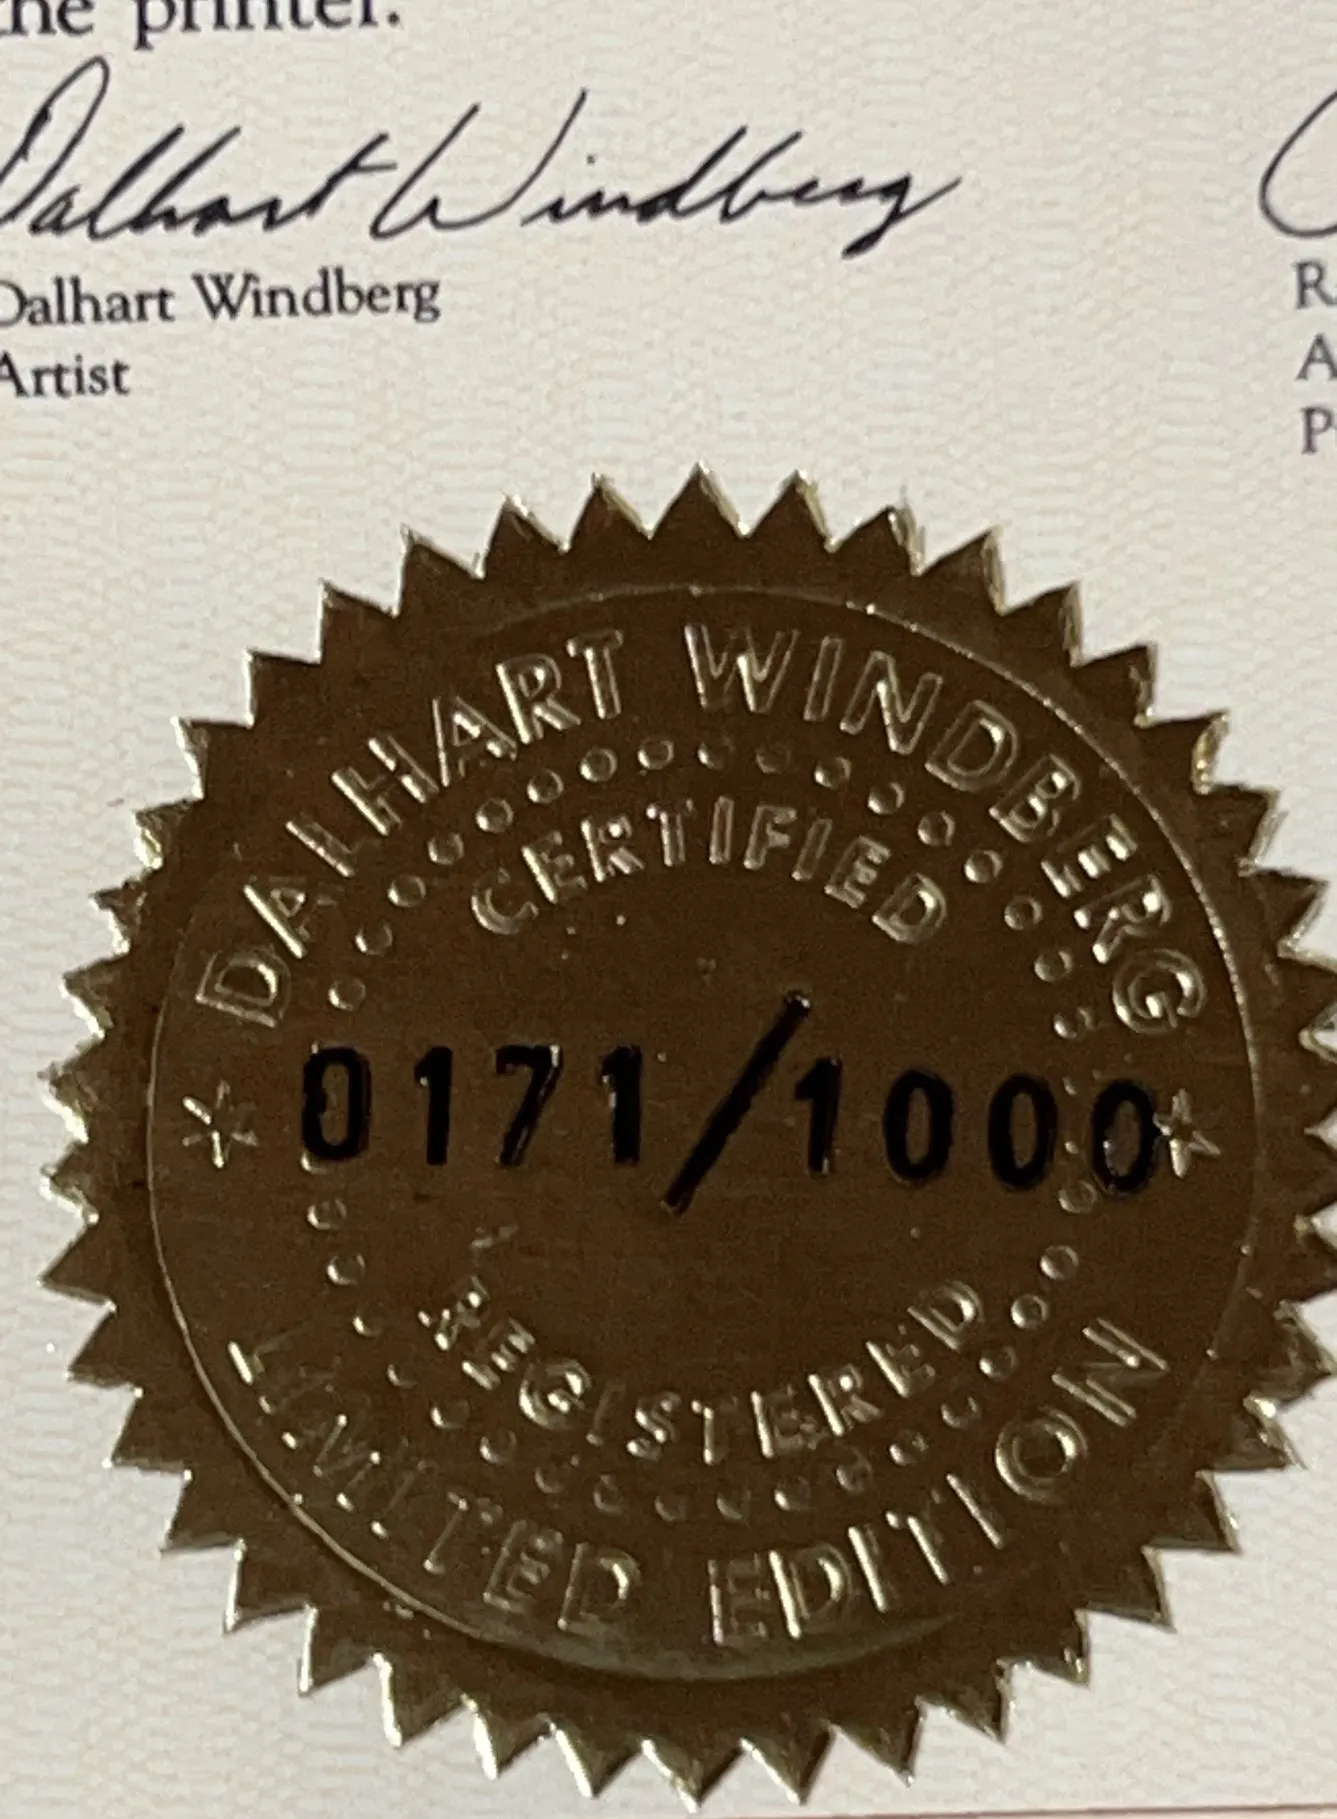 the printer.
Dalhart Windberg
Dalhart Windberg
Artist
DALHART WINDBERG
CERTIFIED
0171/1000
REGISTERED
LIMITED EDITION